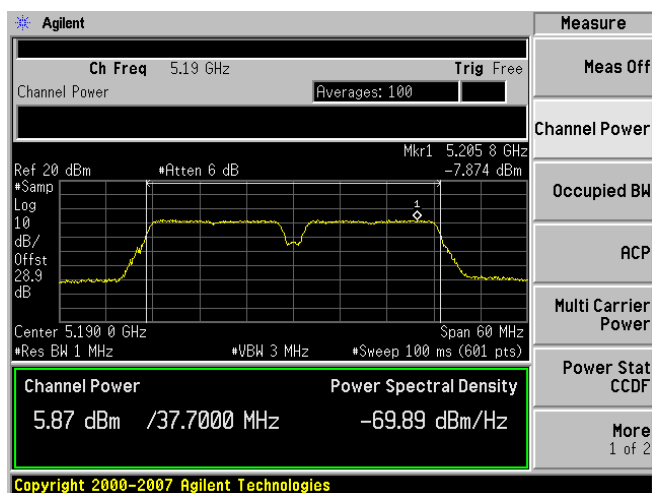 Agilent
Measure
Ch Freq 5.19 GHz Trig Free
Channel Power Averages: 100
Mkr1 5.205 8 GHz
Ref 20 dBm #Atten 6 dB -7.874 dBm
#Samp
Log
10
dB/
Offst
28.9
dB
1
Center 5.190 0 GHz Span 60 MHz
#Res BW 1 MHz #VBW 3 MHz #Sweep 100 ms (601 pts)
Channel Power Power Spectral Density
5.87 dBm /37.7000 MHz -69.89 dBm/Hz
Copyright 2000-2007 Agilent Technologies
Meas Off
Channel Power
Occupied BW
ACP
Multi Carrier
Power
Power Stat
CCDF
More
1 of 2